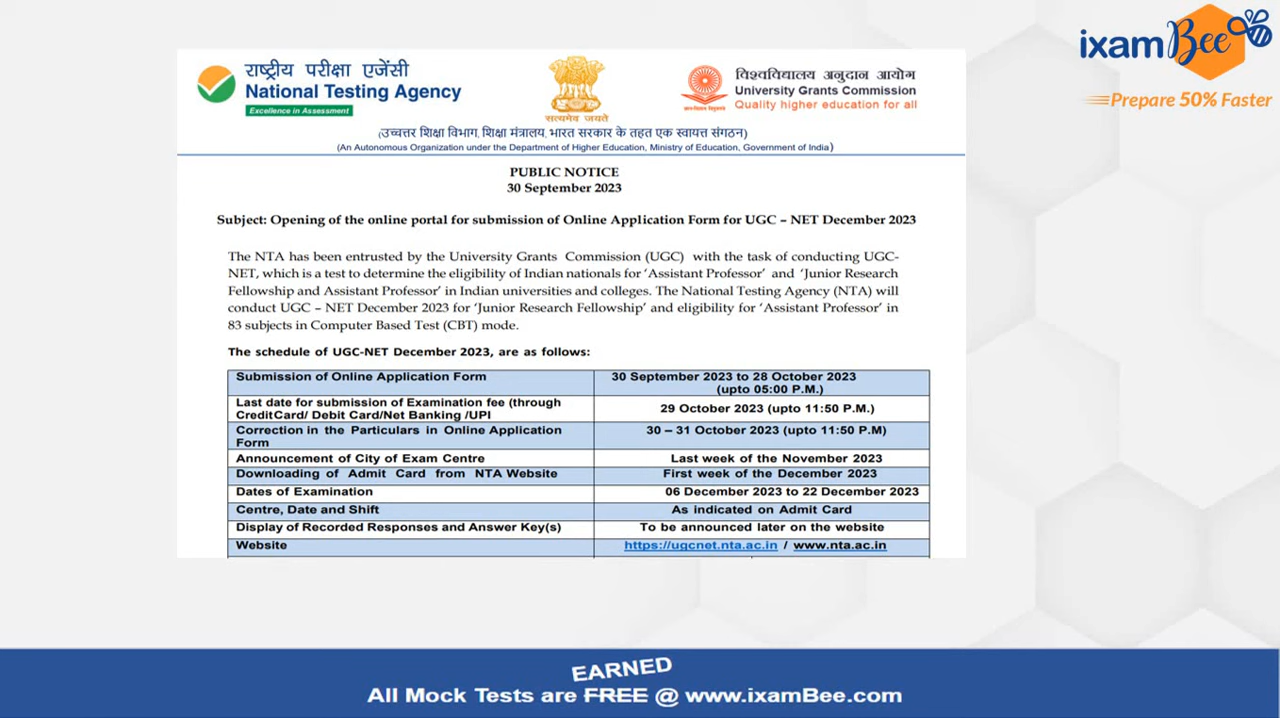 ixamBee
Prepare 50% Faster
राष्ट्रीय परीक्षा एजेंसी
National Testing Agency
Excellence in Assessment
सत्यमेव जयते
विश्वविद्यालय अनुदान आयोग
University Grants Commission
Quality higher education for all
(उच्चतर शिक्षा विभाग, शिक्षा मंत्रालय, भारत सरकार के तहत एक स्वायत्त संगठन)
(An Autonomous Organization under the Department of Higher Education, Ministry of Education, Government of India)
PUBLIC NOTICE
30 September 2023
Subject: Opening of the online portal for submission of Online Application Form for UGC – NET December 2023
The NTA has been entrusted by the University Grants Commission (UGC) with the task of conducting UGC-
NET, which is a test to determine the eligibility of Indian nationals for ‘Assistant Professor’ and ‘Junior Research
Fellowship and Assistant Professor’ in Indian universities and colleges. The National Testing Agency (NTA) will
conduct UGC – NET December 2023 for ‘Junior Research Fellowship’ and eligibility for ‘Assistant Professor’ in
83 subjects in Computer Based Test (CBT) mode.
The schedule of UGC-NET December 2023, are as follows:
Submission of Online Application Form
30 September 2023 to 28 October 2023
(upto 05:00 P.M.)
Last date for submission of Examination fee (through
CreditCard/ Debit Card/Net Banking /UPI
29 October 2023 (upto 11:50 P.M.)
Correction in the Particulars in Online Application
Form
30 – 31 October 2023 (upto 11:50 P.M)
Announcement of City of Exam Centre
Last week of the November 2023
Downloading of Admit Card from NTA Website
First week of the December 2023
Dates of Examination
06 December 2023 to 22 December 2023
Centre, Date and Shift
As indicated on Admit Card
Display of Recorded Responses and Answer Key(s)
To be announced later on the website
Website
https://ugcnet.nta.ac.in / www.nta.ac.in
EARNED
All Mock Tests are FREE @ www.ixamBee.com